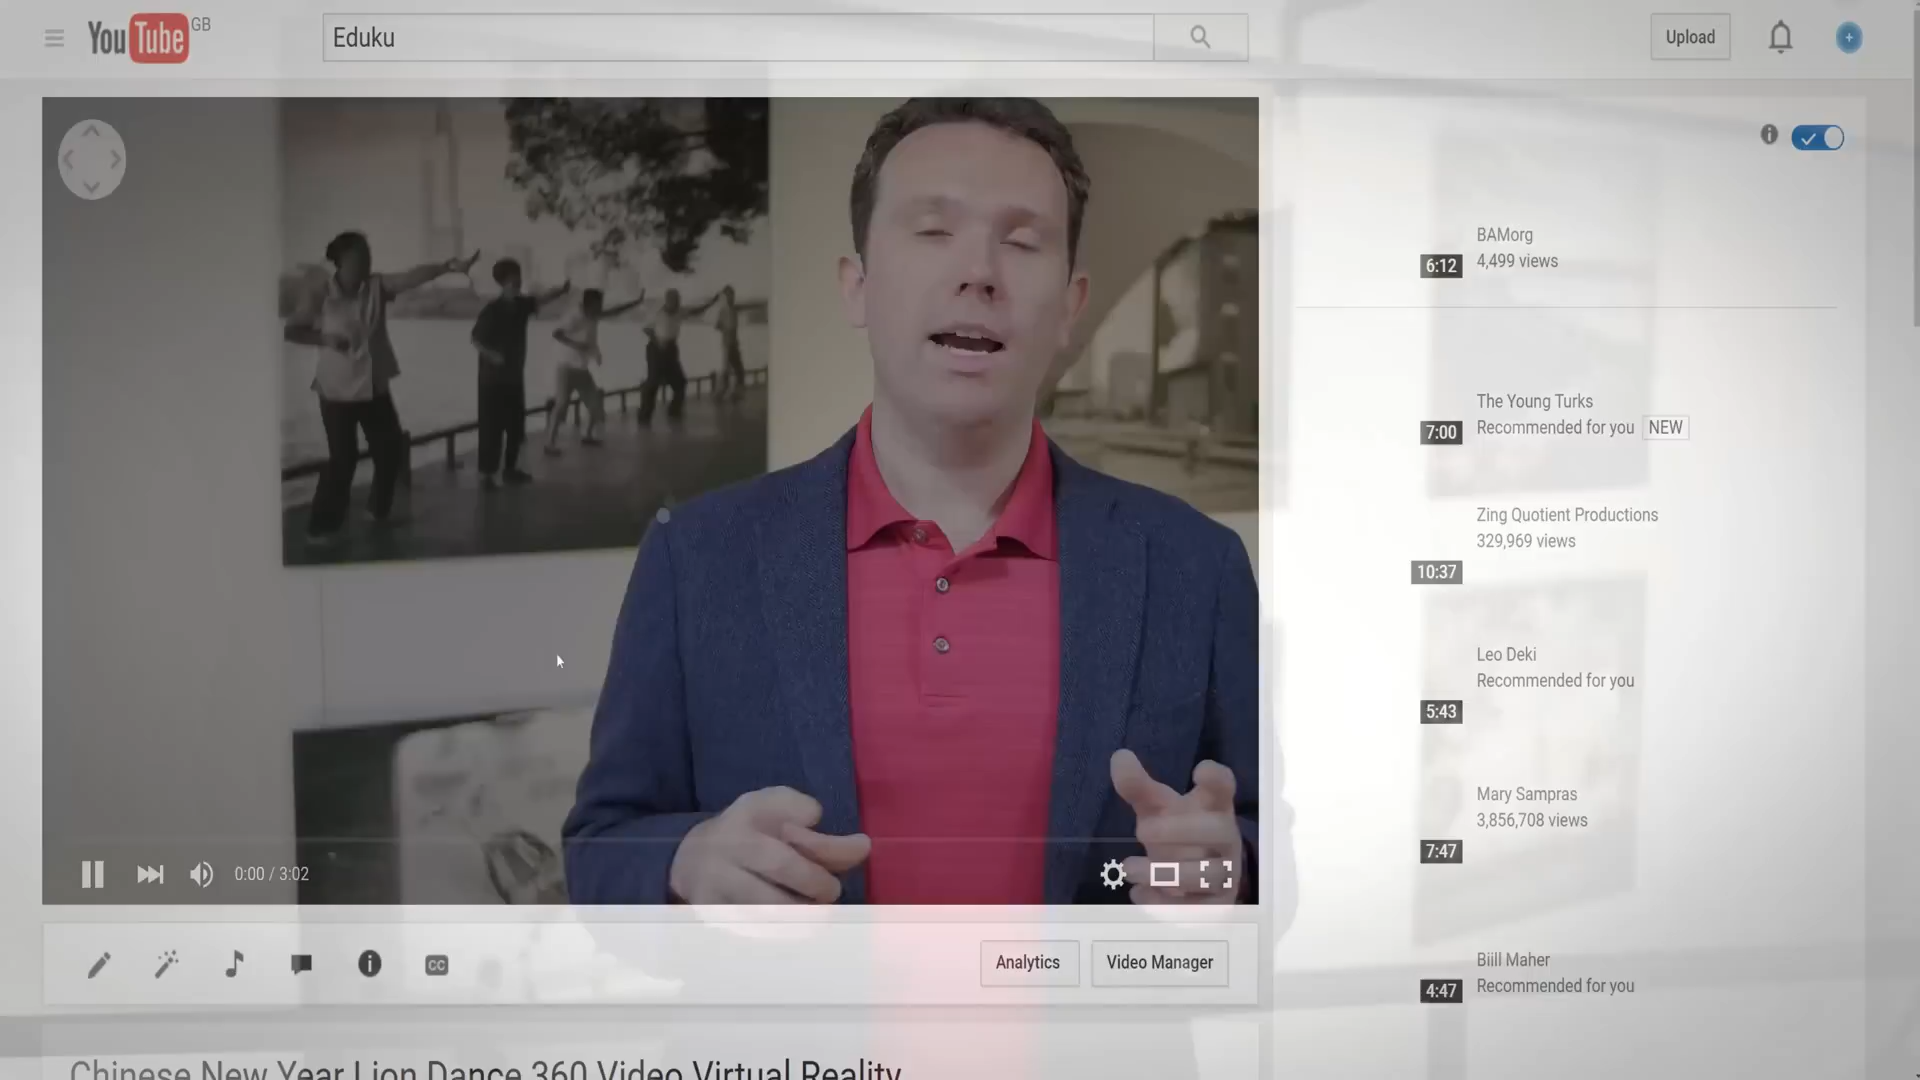 YouTube GB
Eduku
Upload
BAMorg
4,499 views
6:12
The Young Turks
Recommended for you NEW
7:00
Zing Quotient Productions
329,969 views
10:37
Leo Deki
Recommended for you
5:43
Mary Sampras
3,856,708 views
7:47
Biill Maher
Recommended for you
4:47
0:00 / 3:02
CC
Analytics
Video Manager
Chinese New Year Lion Dance 360 Video Virtual Reality